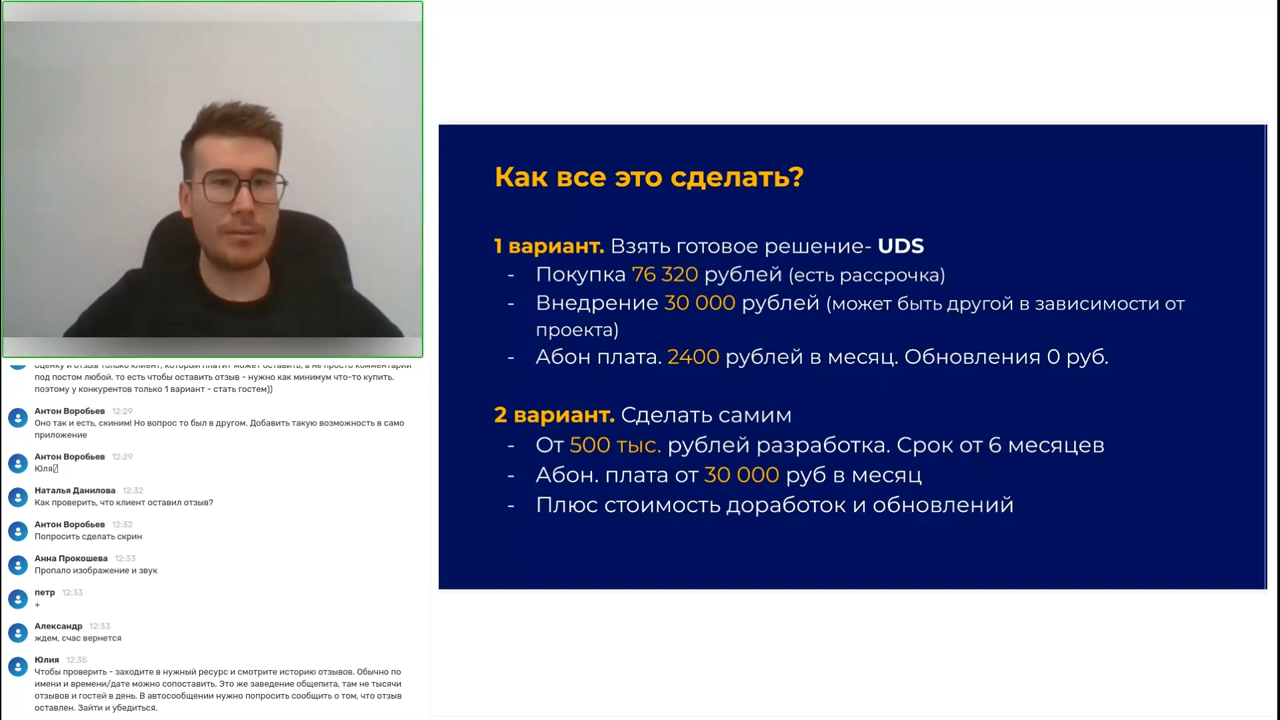 Как все это сделать?
1 вариант. Взять готовое решение- UDS
- Покупка 76 320 рублей (есть рассрочка)
- Внедрение 30 000 рублей (может быть другой в зависимости от
проекта)
- Абон плата. 2400 рублей в месяц. Обновления 0 руб.
2 вариант. Сделать самим
- От 500 тыс. рублей разработка. Срок от 6 месяцев
- Абон. плата от 30 000 руб в месяц
- Плюс стоимость доработок и обновлений
оценку и отзыв только клиент, который платит может оставить, а не просто комментарий
под постом любой. то есть чтобы оставить отзыв - нужно как минимум что-то купить.
поэтому у конкурентов только 1 вариант - стать гостем))
Антон Воробьев 12:29
Оно так и есть, скиним! Но вопрос то был в другом. Добавить такую возможность в само
приложение
Антон Воробьев 12:29
Юля
Наталья Данилова 12:32
Как проверить, что клиент оставил отзыв?
Антон Воробьев 12:32
Попросить сделать скрин
Анна Прокошева 12:33
Пропало изображение и звук
петр 12:33
+
Александр 12:33
ждем, счас вернется
Юлия 12:35
Чтобы проверить - заходите в нужный ресурс и смотрите историю отзывов. Обычно по
имени и времени/дате можно сопоставить. Это же заведение общепита, там не тысячи
отзывов и гостей в день. В автосообщении нужно попросить сообщить о том, что отзыв
оставлен. Зайти и убедиться.